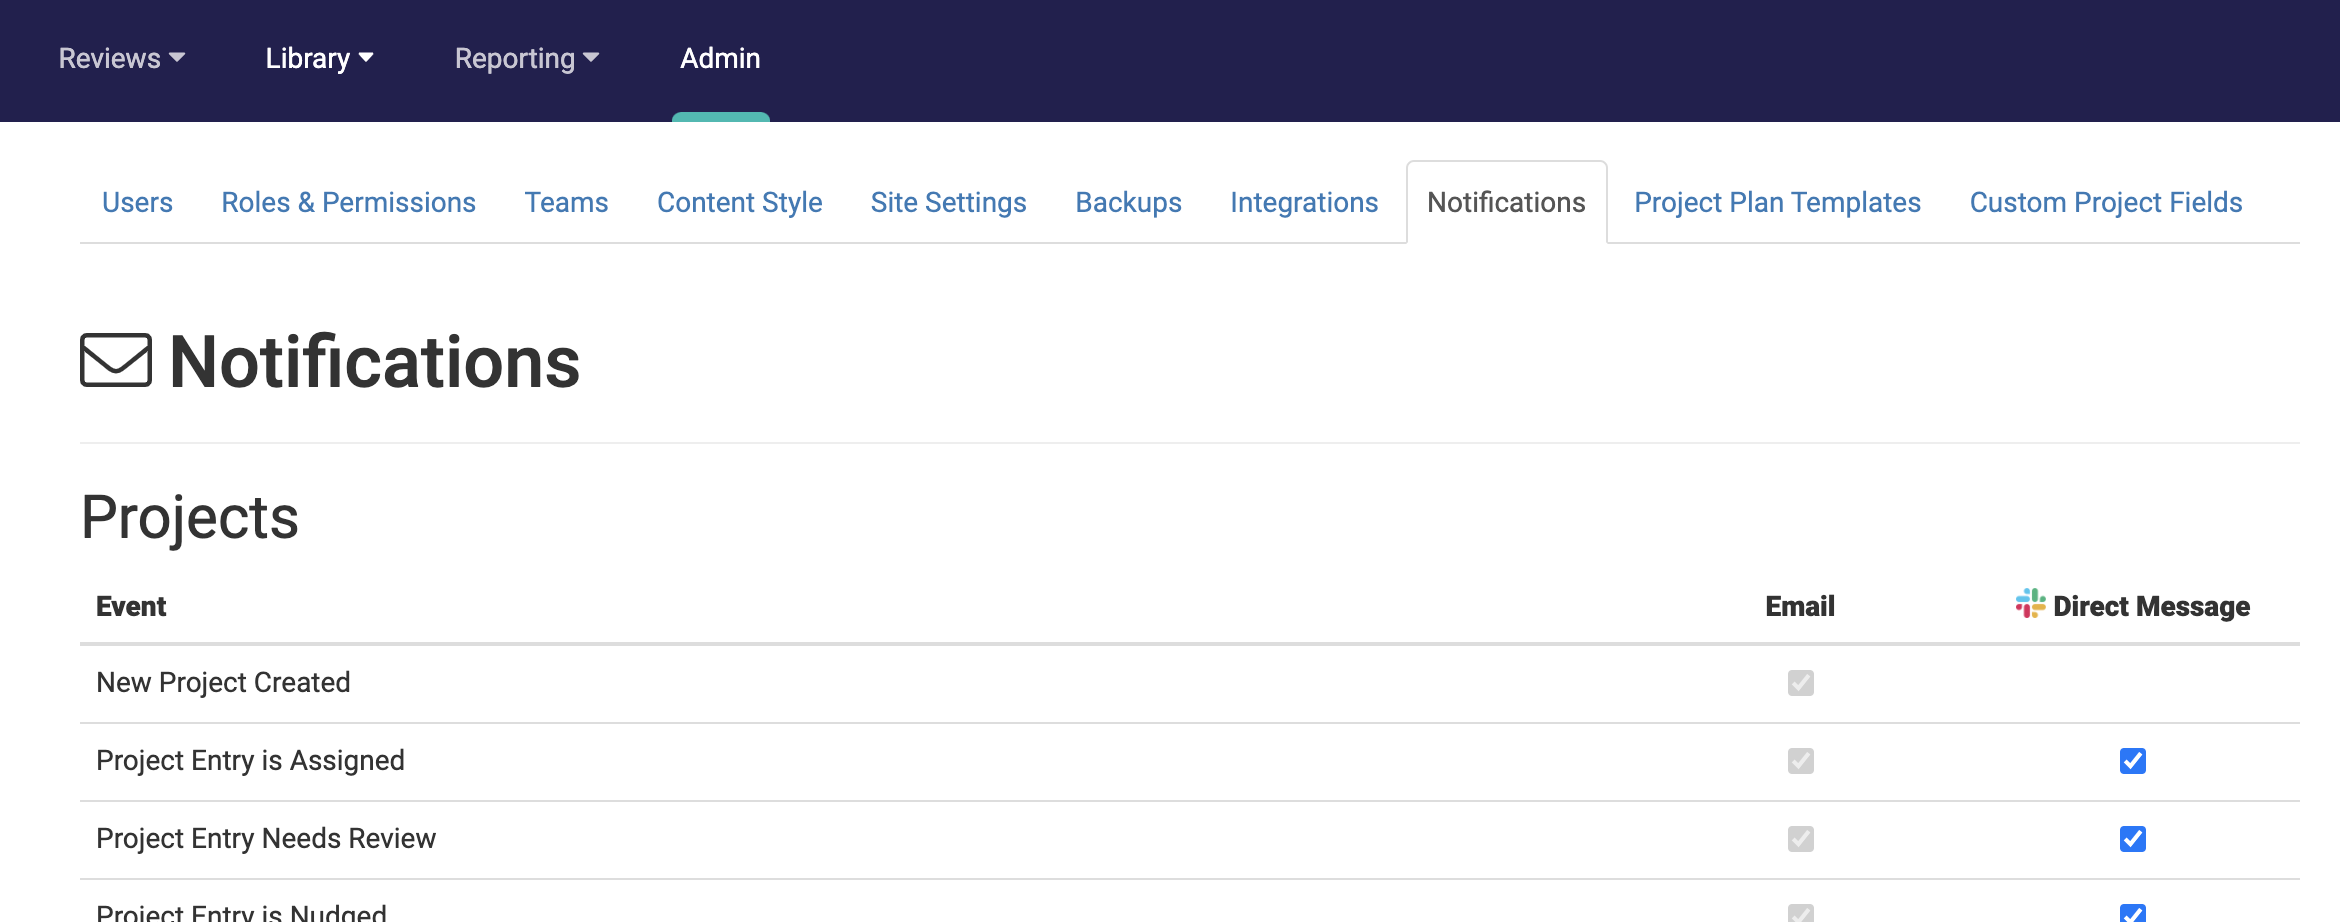 Reviews Library Reporting Admin
Users Roles & Permissions Teams Content Style Site Settings Backups Integrations Notifications Project Plan Templates Custom Project Fields
Notifications
Projects
Event Email Direct Message
New Project Created
Project Entry is Assigned
Project Entry Needs Review
Project Entry is Nudged